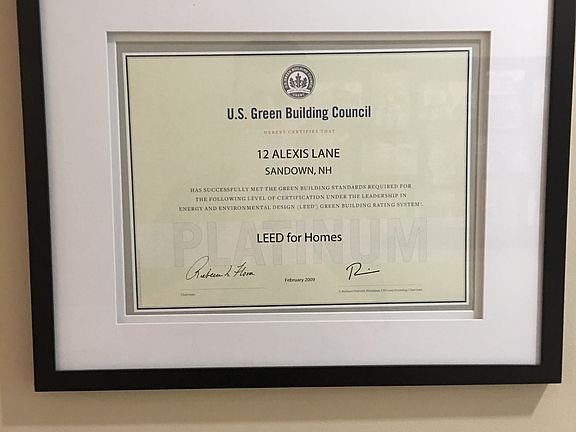 U.S. Green Building Council
HEREBY CERTIFIES THAT
12 ALEXIS LANE
SANDOWN, NH
HAS SUCCESSFULLY MET THE GREEN BUILDING STANDARDS REQUIRED FOR
THE FOLLOWING LEVEL OF CERTIFICATION UNDER THE LEADERSHIP IN
ENERGY AND ENVIRONMENTAL DESIGN (LEED®) GREEN BUILDING RATING SYSTEM™.
PLATINUM
LEED for Homes
February 2009